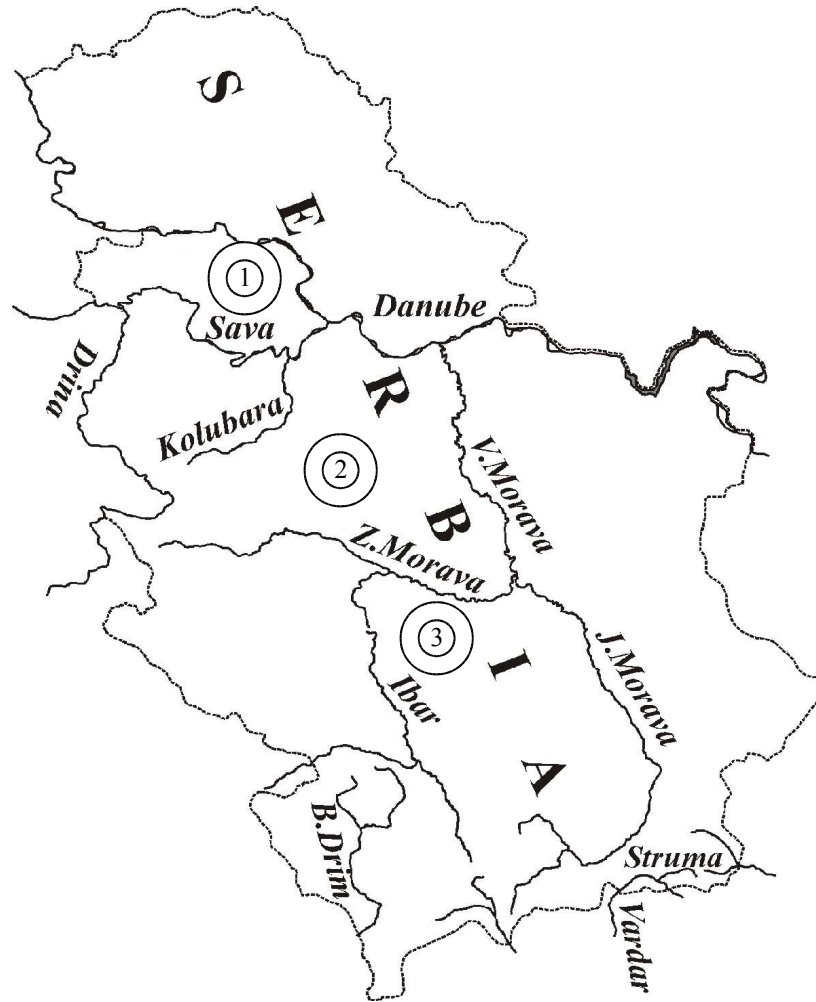 S
E
R
B
I
A
1
2
3
Danube
Sava
Drina
Kolubara
V.Morava
Z.Morava
J.Morava
Ibar
B.Drim
Struma
Vardar